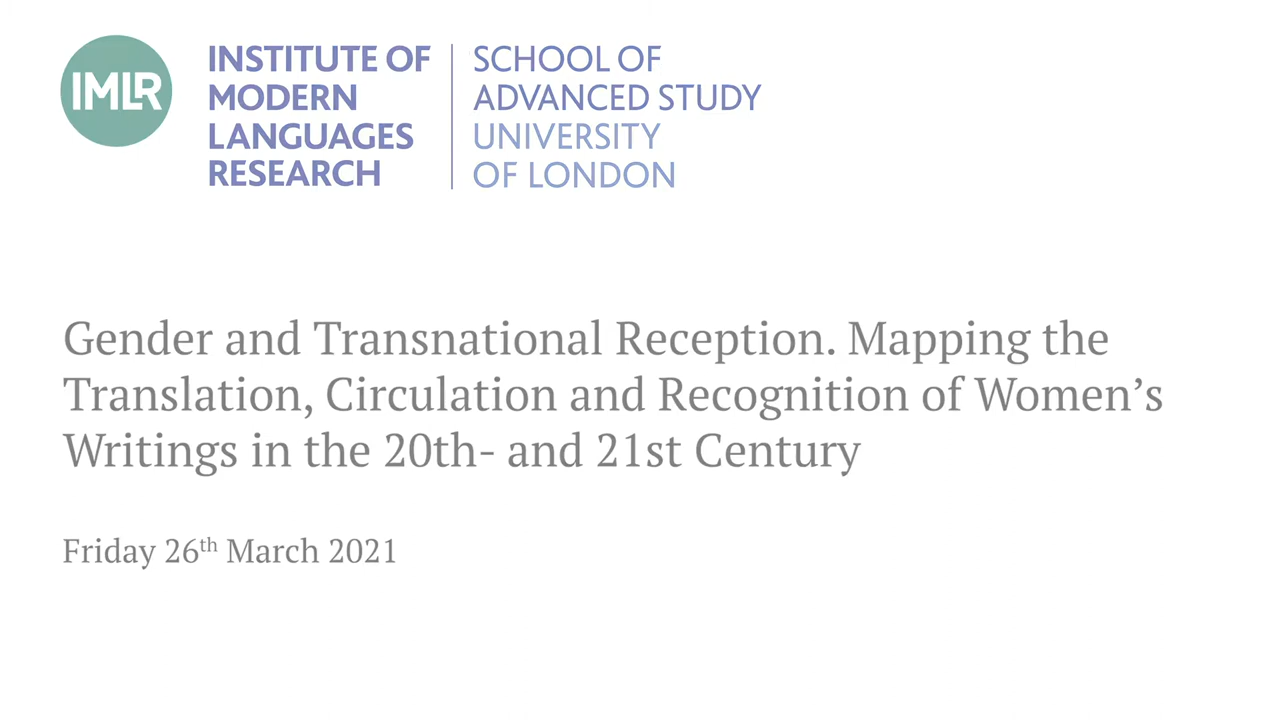 IMLR
INSTITUTE OF
MODERN
LANGUAGES
RESEARCH
SCHOOL OF
ADVANCED STUDY
UNIVERSITY
OF LONDON
Gender and Transnational Reception. Mapping the
Translation, Circulation and Recognition of Women’s
Writings in the 20th- and 21st Century
Friday 26th March 2021